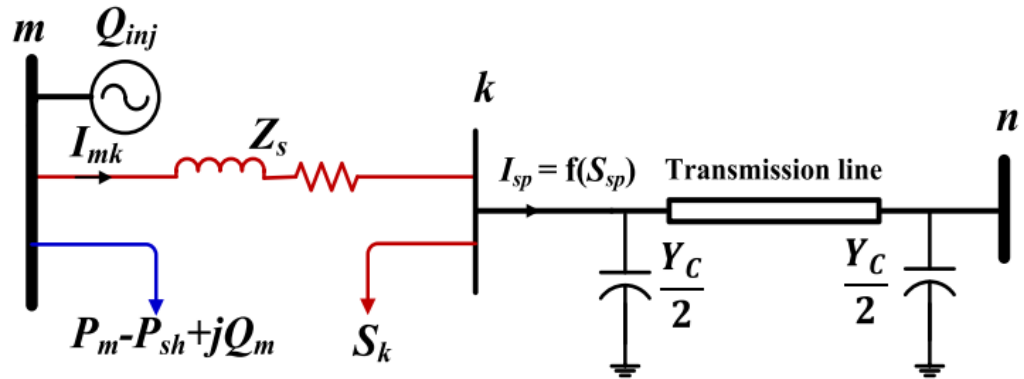 m
Q_inj
k
n
I_mk
Z_s
I_sp = f(S_sp)
Transmission line
Y_C/2
Y_C/2
P_m-P_sh+jQ_m
S_k